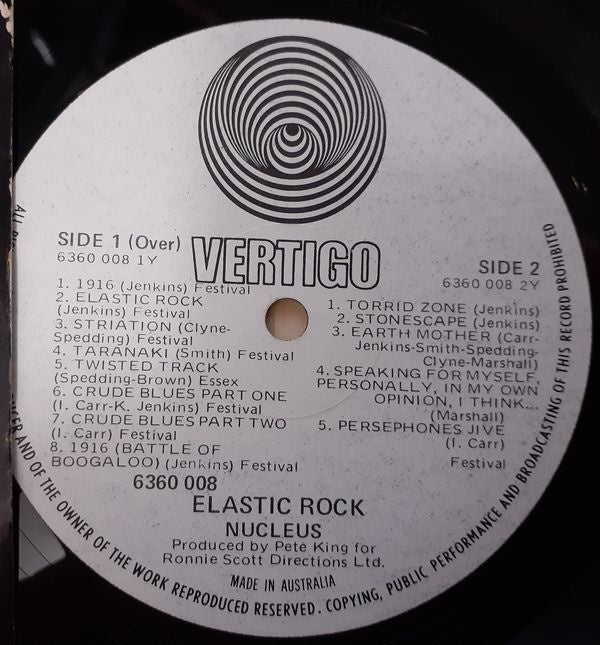 VERTIGO
SIDE 1 (Over)
6360 008 1Y
1. 1916 (Jenkins) Festival
2. ELASTIC ROCK
(Jenkins) Festival
3. STRIATION (Clyne-
Spedding) Festival
4. TARANAKI (Smith) Festival
5. TWISTED TRACK
(Spedding-Brown) Essex
6. CRUDE BLUES PART ONE
(I. Carr-K. Jenkins) Festival
7. CRUDE BLUES PART TWO
(I. Carr) Festival
8. 1916 (BATTLE OF
BOOGALOO) (Jenkins) Festival
SIDE 2
6360 008 2Y
1. TORRID ZONE (Jenkins)
2. STONESCAPE (Jenkins)
3. EARTH MOTHER (Carr-
Jenkins-Smith-Spedding-
Clyne-Marshall)
4. SPEAKING FOR MYSELF,
PERSONALLY, IN MY OWN
OPINION, I THINK...
(Marshall)
5. PERSEPHONES JIVE
(I. Carr)
Festival
6360 008
ELASTIC ROCK
NUCLEUS
Produced by Pete King for
Ronnie Scott Directions Ltd.
MADE IN AUSTRALIA
ALL
AND OF THE OWNER OF THE WORK REPRODUCED RESERVED. COPYING, PUBLIC PERFORMANCE AND BROADCASTING OF THIS RECORD PROHIBITED